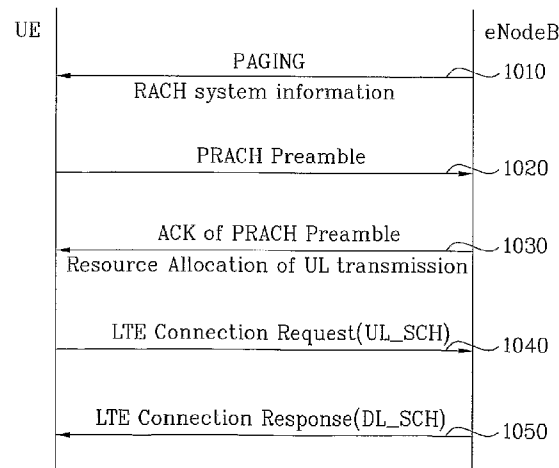 UE
eNodeB
PAGING
1010
RACH system information
PRACH Preamble
1020
ACK of PRACH Preamble
1030
Resource Allocation of UL transmission
LTE Connection Request(UL_SCH)
1040
LTE Connection Response(DL_SCH)
1050